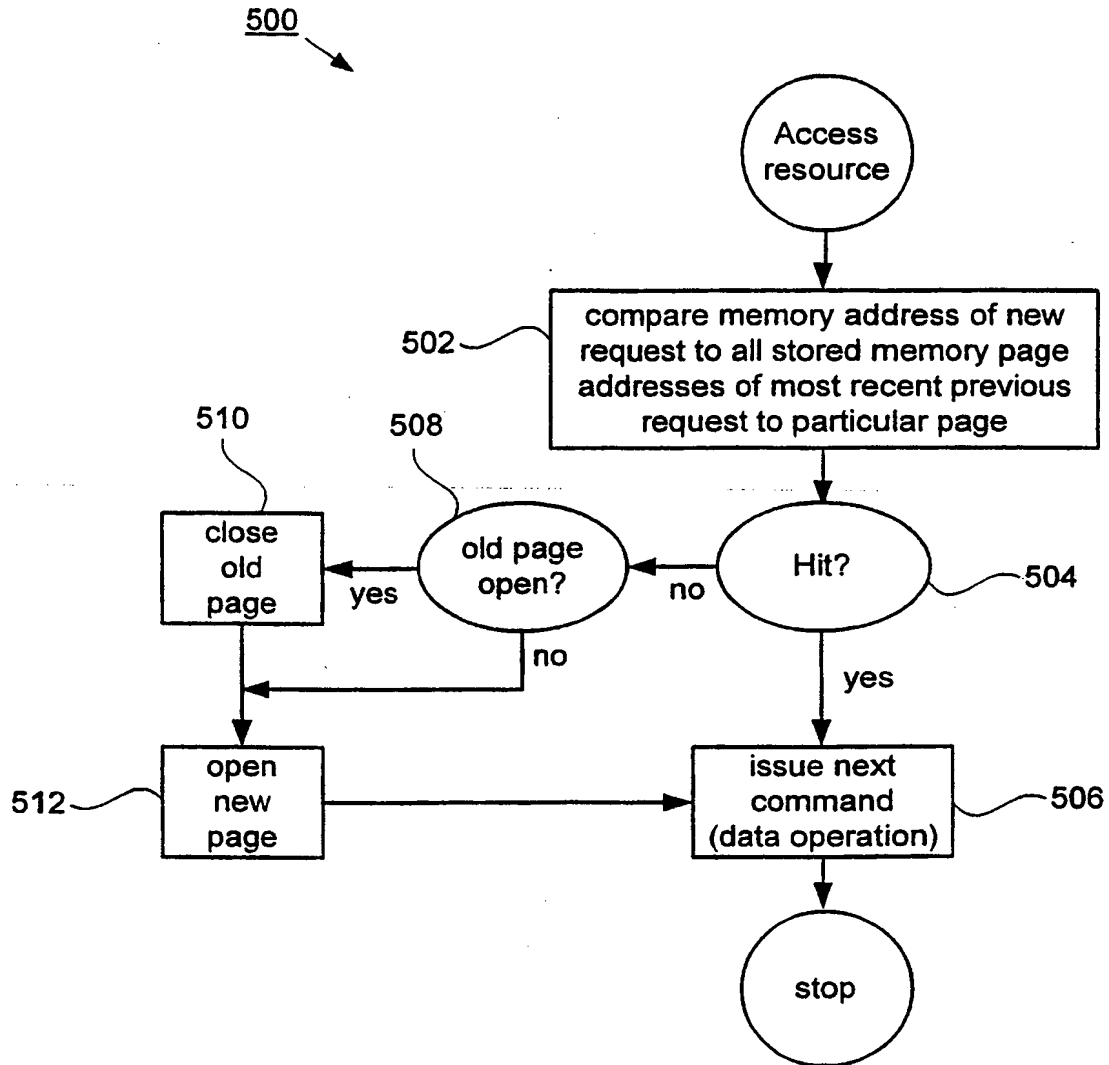 500
Access
resource
compare memory address of new
request to all stored memory page
addresses of most recent previous
request to particular page
502
510
508
close
old
page
yes
old page
open?
no
Hit?
504
no
yes
512
open
new
page
issue next
command
(data operation)
506
stop